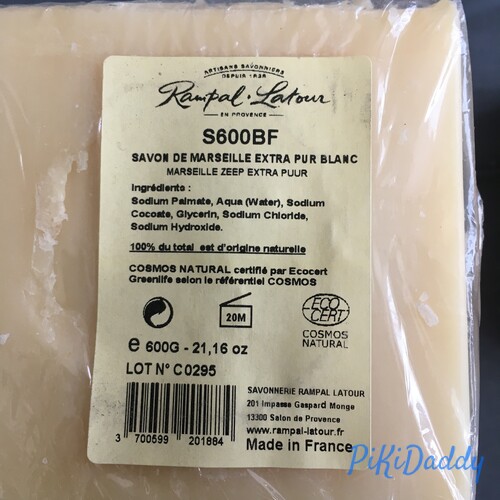 ARTISANS SAVONNIERS
DEPUIS 1828
Rampal-Latour
EN PROVENCE
S600BF
SAVON DE MARSEILLE EXTRA PUR BLANC
MARSEILLE ZEEP EXTRA PUUR
Ingrédients :
Sodium Palmate, Aqua (Water), Sodium
Cocoate, Glycerin, Sodium Chloride,
Sodium Hydroxide.
100% du total est d'origine naturelle
COSMOS NATURAL certifié par Ecocert
Greenlife selon le référentiel COSMOS
20M
ECO
CERT
COSMOS
NATURAL
e 600G - 21,16 oz
LOT N° C0295
3 700599 201884
SAVONNERIE RAMPAL LATOUR
201 Impasse Gaspard Monge
13300 Salon de Provence
www.rampal-latour.fr
Made in France
PiKiDaddy